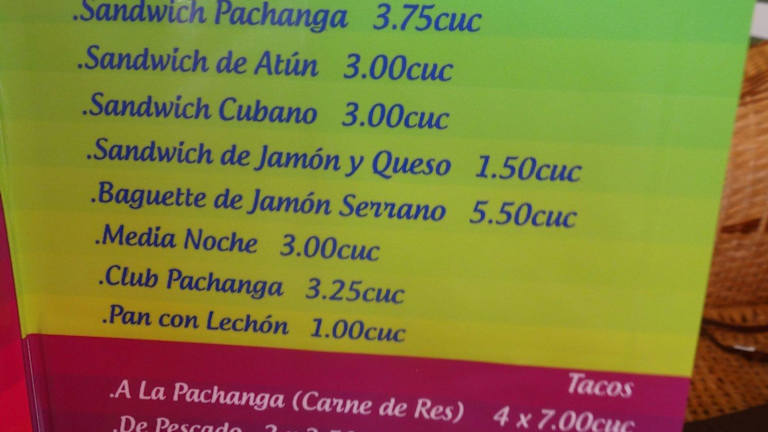 .Sandwich Pachanga 3.75cuc
.Sandwich de Atún 3.00cuc
.Sandwich Cubano 3.00cuc
.Sandwich de Jamón y Queso 1.50cuc
.Baguette de Jamón Serrano 5.50cuc
.Media Noche 3.00cuc
.Club Pachanga 3.25cuc
.Pan con Lechón 1.00cuc
Tacos
.A La Pachanga (Carne de Res) 4 x 7.00cuc
.De Pescado